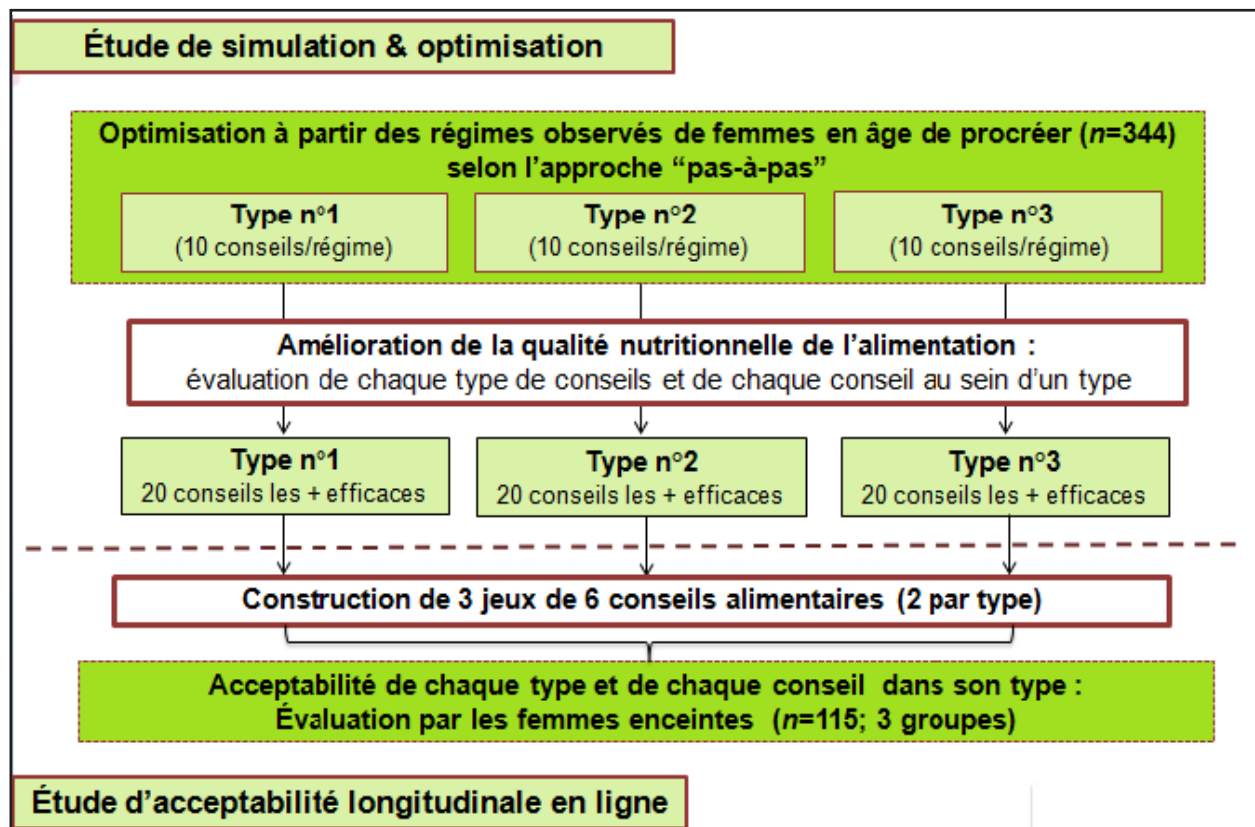 Étude de simulation & optimisation
Optimisation à partir des régimes observés de femmes en âge de procréer (n=344)
selon l'approche “pas-à-pas”
Type n°1
(10 conseils/régime)
Type n°2
(10 conseils/régime)
Type n°3
(10 conseils/régime)
Amélioration de la qualité nutritionnelle de l'alimentation :
évaluation de chaque type de conseils et de chaque conseil au sein d'un type
Type n°1
20 conseils les + efficaces
Type n°2
20 conseils les + efficaces
Type n°3
20 conseils les + efficaces
Construction de 3 jeux de 6 conseils alimentaires (2 par type)
Acceptabilité de chaque type et de chaque conseil dans son type :
Évaluation par les femmes enceintes (n=115; 3 groupes)
Étude d'acceptabilité longitudinale en ligne